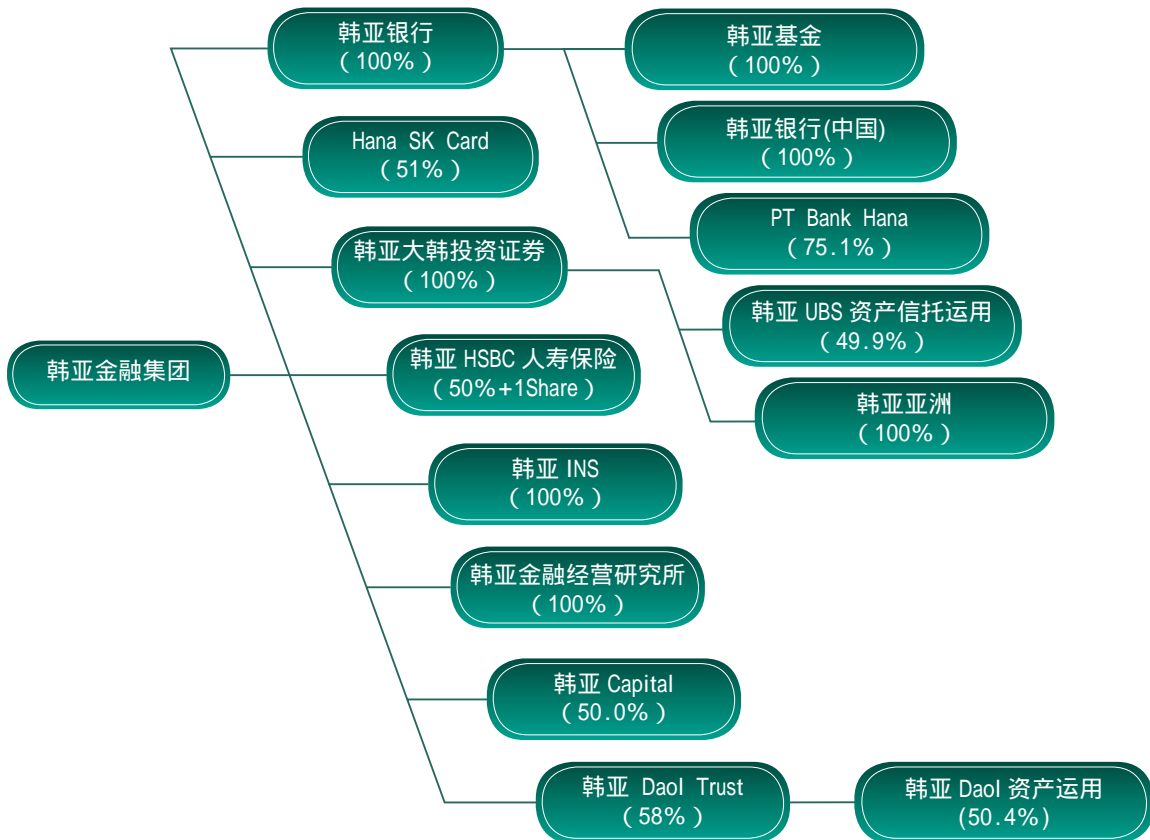 韩亚银行
（100%）
韩亚基金
（100%）
Hana SK Card
（51%）
韩亚银行(中国)
（100%）
PT Bank Hana
（75.1%）
韩亚大韩投资证券
（100%）
韩亚 UBS 资产信托运用
（49.9%）
韩亚金融集团
韩亚 HSBC 人寿保险
（50%+1Share）
韩亚亚洲
（100%）
韩亚 INS
（100%）
韩亚金融经营研究所
（100%）
韩亚 Capital
（50.0%）
韩亚 Daol Trust
（58%）
韩亚 Daol 资产运用
(50.4%)